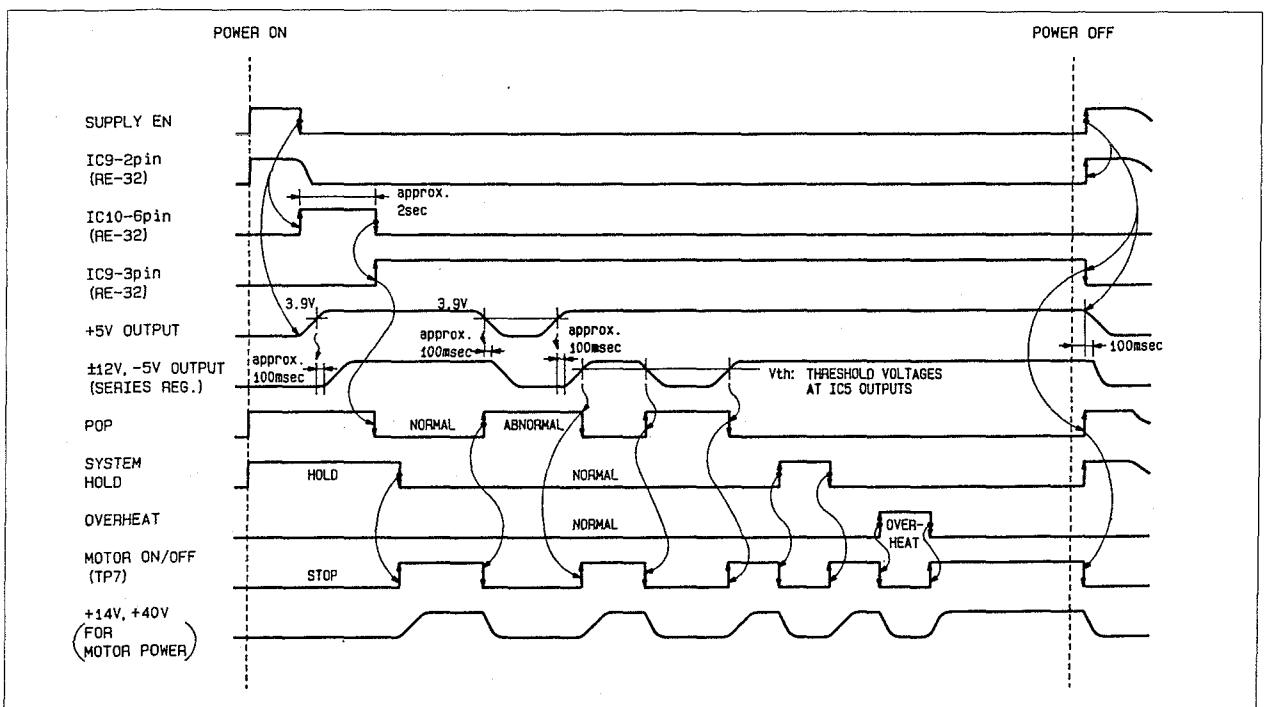 POWER ON
POWER OFF
SUPPLY EN
IC9-2pin
(RE-32)
approx.
2sec
IC10-6pin
(RE-32)
IC9-3pin
(RE-32)
3.9V
3.9V
+5V OUTPUT
approx.
100msec
approx.
100msec
100msec
±12V, -5V OUTPUT
(SERIES REG.)
approx.
100msec
Vth: THRESHOLD VOLTAGES
AT IC5 OUTPUTS
POP
NORMAL
ABNORMAL
SYSTEM
HOLD
HOLD
NORMAL
OVERHEAT
NORMAL
OVER-
HEAT
MOTOR ON/OFF
(TP7)
STOP
+14V, +40V
(FOR
MOTOR POWER)